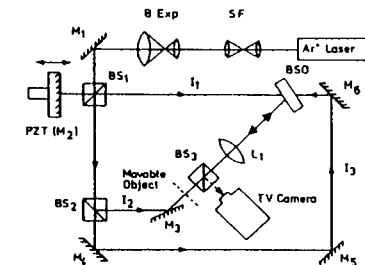 B Exp
SF
M1
Ar+ Laser
BSO
BS1
I1
M6
PZT (M2)
BS3
L1
Movable
Object
I3
BS2
I2
TV Camera
M3
M5